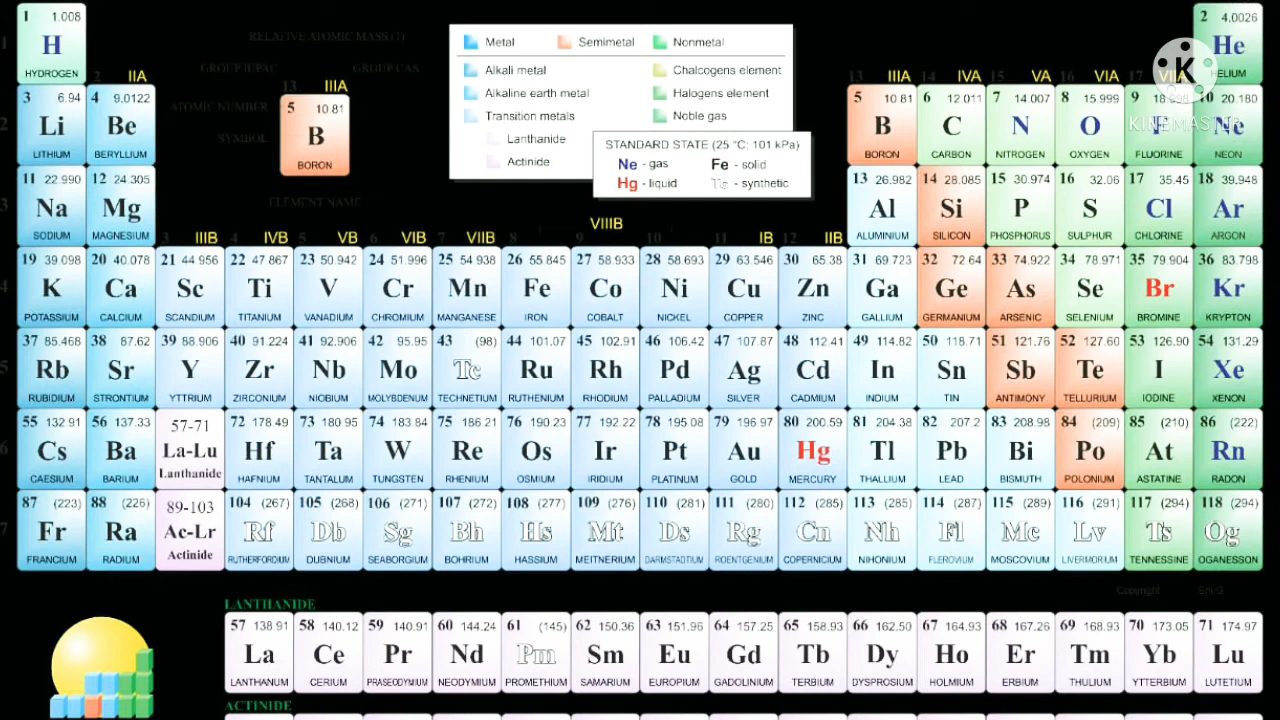 1 1.008
H
HYDROGEN
RELATIVE ATOMIC MASS (1)
GROUP IUPAC GROUP CAS
13 IIIA
ATOMIC NUMBER
5 10.81
SYMBOL
B
BORON
ELEMENT NAME
Metal Semimetal Nonmetal
Alkali metal Chalcogens element
Alkaline earth metal Halogens element
Transition metals Noble gas
Lanthanide
Actinide
STANDARD STATE (25 °C; 101 kPa)
Ne - gas Fe - solid
Hg - liquid Tc - synthetic
2 4.0026
He
HELIUM
K
KINEMASTER
1
2 IIA
13 IIIA 14 IVA 15 VA 16 VIA 17 VIIA
3 6.94 4 9.0122 5 10.81 6 12.011 7 14.007 8 15.999 9 18.998 10 20.180
2 Li Be B C N O F Ne
LITHIUM BERYLLIUM BORON CARBON NITROGEN OXYGEN FLUORINE NEON
11 22.990 12 24.305 13 26.982 14 28.085 15 30.974 16 32.06 17 35.45 18 39.948
3 Na Mg Al Si P S Cl Ar
SODIUM MAGNESIUM ALUMINIUM SILICON PHOSPHORUS SULPHUR CHLORINE ARGON
VIIIB
3 IIIB 4 IVB 5 VB 6 VIB 7 VIIB 8 9 10 11 IB 12 IIB
19 39.098 20 40.078 21 44.956 22 47.867 23 50.942 24 51.996 25 54.938 26 55.845 27 58.933 28 58.693 29 63.546 30 65.38 31 69.723 32 72.64 33 74.922 34 78.971 35 79.904 36 83.798
4 K Ca Sc Ti V Cr Mn Fe Co Ni Cu Zn Ga Ge As Se Br Kr
POTASSIUM CALCIUM SCANDIUM TITANIUM VANADIUM CHROMIUM MANGANESE IRON COBALT NICKEL COPPER ZINC GALLIUM GERMANIUM ARSENIC SELENIUM BROMINE KRYPTON
37 85.468 38 87.62 39 88.906 40 91.224 41 92.906 42 95.95 43 (98) 44 101.07 45 102.91 46 106.42 47 107.87 48 112.41 49 114.82 50 118.71 51 121.76 52 127.60 53 126.90 54 131.29
5 Rb Sr Y Zr Nb Mo Tc Ru Rh Pd Ag Cd In Sn Sb Te I Xe
RUBIDIUM STRONTIUM YTTRIUM ZIRCONIUM NIOBIUM MOLYBDENUM TECHNETIUM RUTHENIUM RHODIUM PALLADIUM SILVER CADMIUM INDIUM TIN ANTIMONY TELLURIUM IODINE XENON
55 132.91 56 137.33 57-71 72 178.49 73 180.95 74 183.84 75 186.21 76 190.23 77 192.22 78 195.08 79 196.97 80 200.59 81 204.38 82 207.2 83 208.98 84 (209) 85 (210) 86 (222)
6 Cs Ba La-Lu Hf Ta W Re Os Ir Pt Au Hg Tl Pb Bi Po At Rn
CAESIUM BARIUM Lanthanide HAFNIUM TANTALUM TUNGSTEN RHENIUM OSMIUM IRIDIUM PLATINUM GOLD MERCURY THALLIUM LEAD BISMUTH POLONIUM ASTATINE RADON
87 (223) 88 (226) 89-103 104 (267) 105 (268) 106 (271) 107 (272) 108 (277) 109 (276) 110 (281) 111 (280) 112 (285) 113 (285) 114 (287) 115 (289) 116 (291) 117 (294) 118 (294)
7 Fr Ra Ac-Lr Rf Db Sg Bh Hs Mt Ds Rg Cn Nh Fl Mc Lv Ts Og
FRANCIUM RADIUM Actinide RUTHERFORDIUM DUBNIUM SEABORGIUM BOHRIUM HASSIUM MEITNERIUM DARMSTADTIUM ROENTGENIUM COPERNICIUM NIHONIUM FLEROVIUM MOSCOVIUM LIVERMORIUM TENNESSINE OGANESSON
Copyright Eni G
LANTHANIDE
57 138.91 58 140.12 59 140.91 60 144.24 61 (145) 62 150.36 63 151.96 64 157.25 65 158.93 66 162.50 67 164.93 68 167.26 69 168.93 70 173.05 71 174.97
La Ce Pr Nd Pm Sm Eu Gd Tb Dy Ho Er Tm Yb Lu
LANTHANUM CERIUM PRASEODYMIUM NEODYMIUM PROMETHIUM SAMARIUM EUROPIUM GADOLINIUM TERBIUM DYSPROSIUM HOLMIUM ERBIUM THULIUM YTTERBIUM LUTETIUM
ACTINIDE